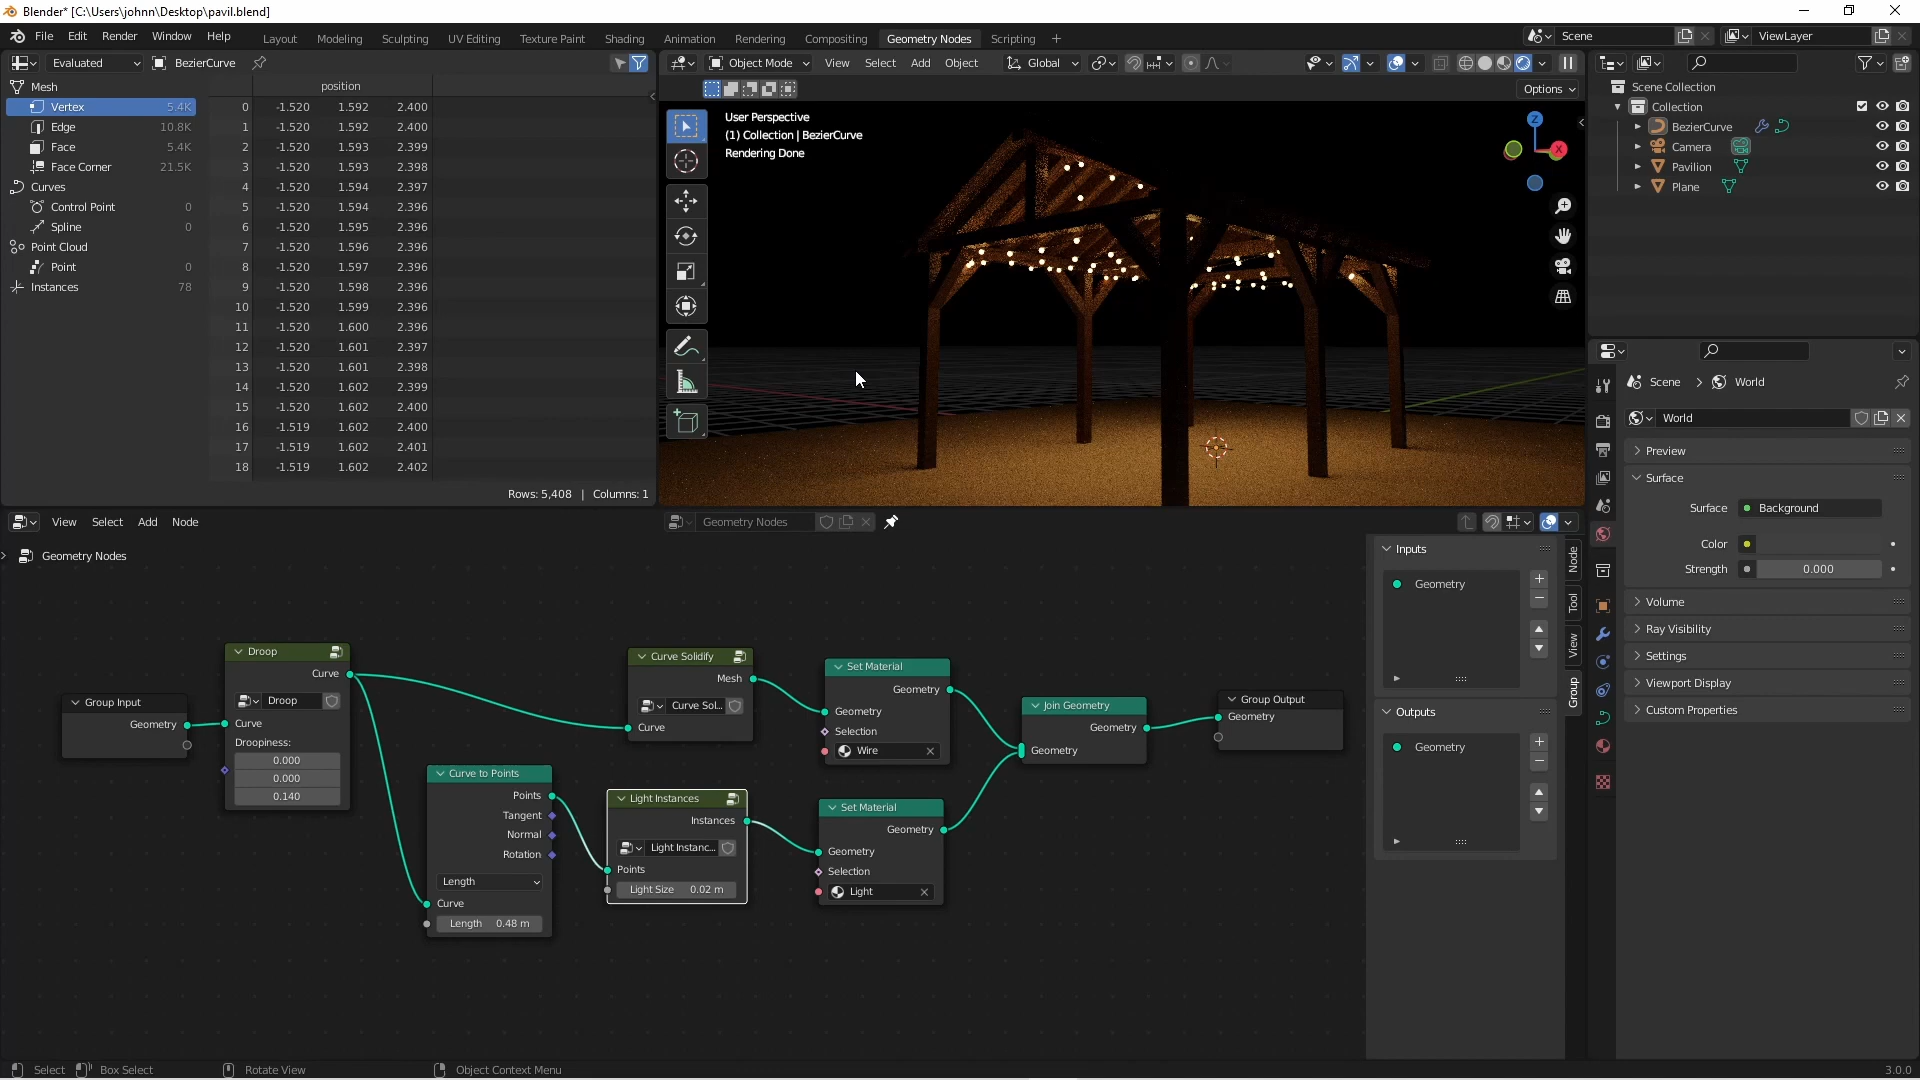 Blender* [C:\Users\johnn\Desktop\pavil.blend]
File Edit Render Window Help Layout Modeling Sculpting UV Editing Texture Paint Shading Animation Rendering Compositing Geometry Nodes Scripting + Scene ViewLayer
Evaluated BezierCurve
Object Mode View Select Add Object Global
Options
Mesh
Vertex 5.4K
Edge 10.8K
Face 5.4K
Face Corner 21.5K
Curves
Control Point 0
Spline 0
Point Cloud
Point 0
Instances 78
position
0 -1.520 1.592 2.400
1 -1.520 1.592 2.400
2 -1.520 1.593 2.399
3 -1.520 1.593 2.398
4 -1.520 1.594 2.397
5 -1.520 1.594 2.396
6 -1.520 1.595 2.396
7 -1.520 1.596 2.396
8 -1.520 1.597 2.396
9 -1.520 1.598 2.396
10 -1.520 1.599 2.396
11 -1.520 1.600 2.396
12 -1.520 1.601 2.397
13 -1.520 1.601 2.398
14 -1.520 1.602 2.399
15 -1.520 1.602 2.400
16 -1.519 1.602 2.400
17 -1.519 1.602 2.401
18 -1.519 1.602 2.402
Rows: 5,408 | Columns: 1
User Perspective
(1) Collection | BezierCurve
Rendering Done
Z
X
Scene Collection
Collection
BezierCurve
Camera
Pavilion
Plane
Scene > World
World
Preview
Surface
Surface Background
Color
Strength 0.000
Volume
Ray Visibility
Settings
Viewport Display
Custom Properties
View Select Add Node Geometry Nodes
Geometry Nodes
Group Input
Geometry
Droop
Curve
Droop
Curve
Droopiness:
0.000
0.000
0.140
Curve to Points
Points
Tangent
Normal
Rotation
Length
Curve
Length 0.48 m
Curve Solidify
Mesh
Curve Sol...
Curve
Light Instances
Instances
Light Instanc...
Points
Light Size 0.02 m
Set Material
Geometry
Geometry
Selection
Wire
Set Material
Geometry
Geometry
Selection
Light
Join Geometry
Geometry
Geometry
Group Output
Geometry
Inputs
Geometry
Outputs
Geometry
Node
Tool
View
Group
Select Box Select Rotate View Object Context Menu 3.0.0